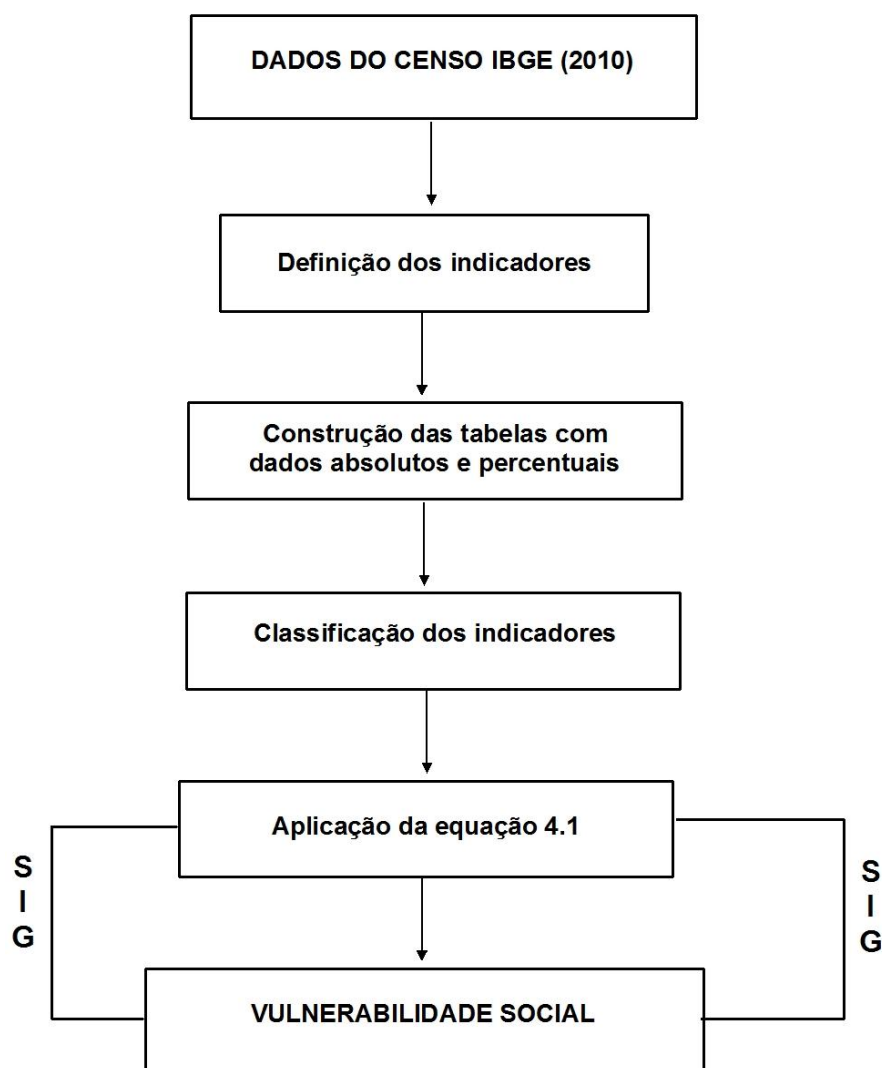 DADOS DO CENSO IBGE (2010)
Definição dos indicadores
Construção das tabelas com
dados absolutos e percentuais
Classificação dos indicadores
Aplicação da equação 4.1
S
I
G
S
I
G
VULNERABILIDADE SOCIAL